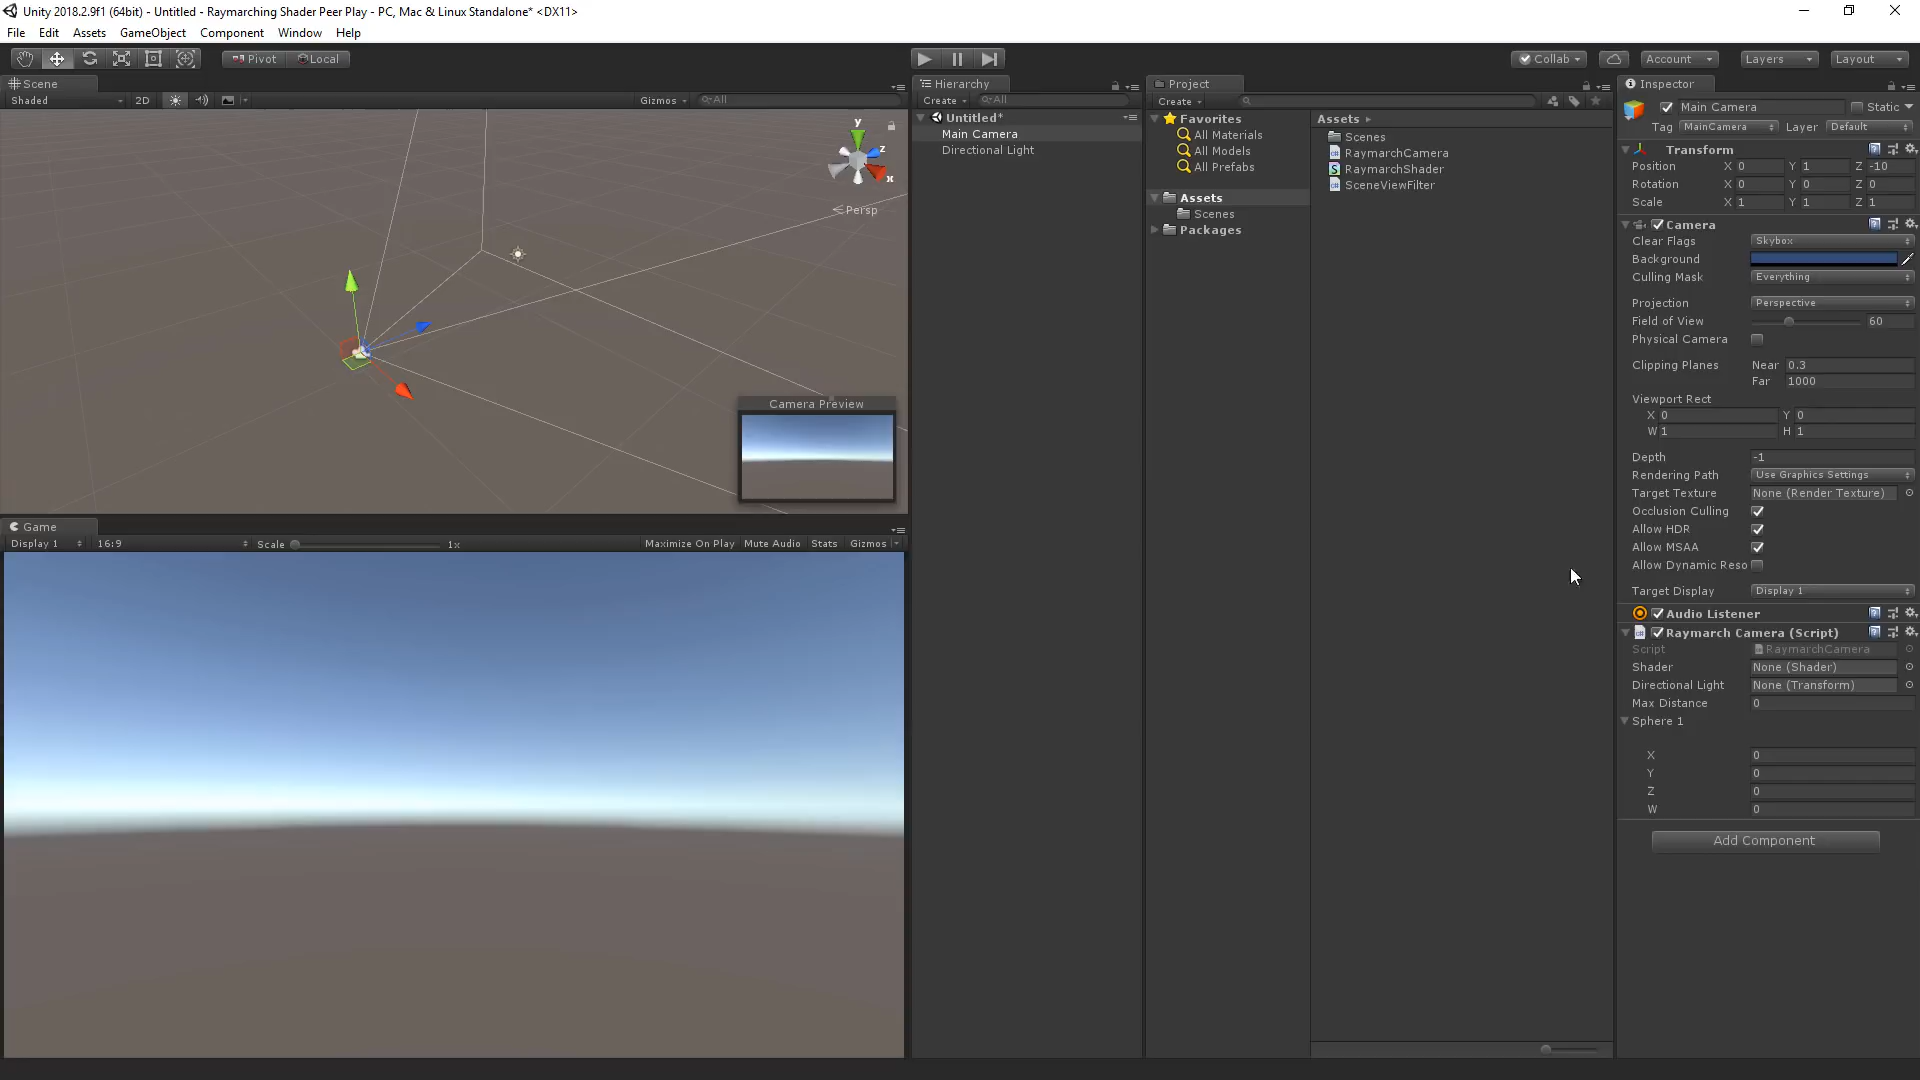 Unity 2018.2.9f1 (64bit) - Untitled - Raymarching Shader Peer Play - PC, Mac & Linux Standalone* <DX11>
File Edit Assets GameObject Component Window Help
Pivot Local
Collab Account Layers Layout
Scene
Shaded 2D Gizmos All
y
z
x
Persp
Camera Preview
Game
Display 1 16:9 Scale 1x Maximize On Play Mute Audio Stats Gizmos
Hierarchy
Create All
Untitled*
Main Camera
Directional Light
Project
Create
Favorites
All Materials
All Models
All Prefabs
Assets
Scenes
Packages
Assets
Scenes
RaymarchCamera
RaymarchShader
SceneViewFilter
Inspector
Main Camera Static
Tag MainCamera Layer Default
Transform
Position X 0 Y 1 Z -10
Rotation X 0 Y 0 Z 0
Scale X 1 Y 1 Z 1
Camera
Clear Flags Skybox
Background
Culling Mask Everything
Projection Perspective
Field of View 60
Physical Camera
Clipping Planes Near 0.3
Far 1000
Viewport Rect
X 0 Y 0
W 1 H 1
Depth -1
Rendering Path Use Graphics Settings
Target Texture None (Render Texture)
Occlusion Culling
Allow HDR
Allow MSAA
Allow Dynamic Reso
Target Display Display 1
Audio Listener
Raymarch Camera (Script)
Script RaymarchCamera
Shader None (Shader)
Directional Light None (Transform)
Max Distance 0
Sphere 1
X 0
Y 0
Z 0
W 0
Add Component